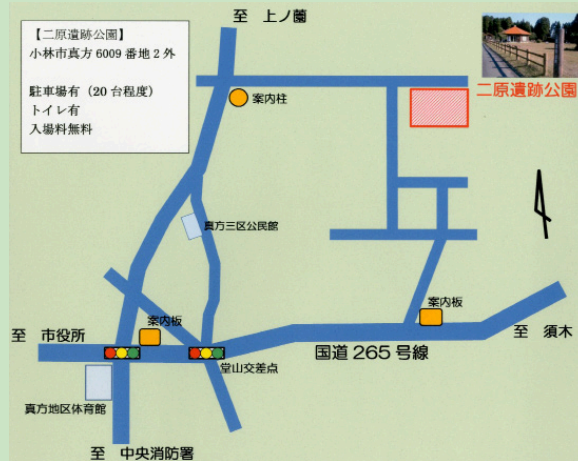 至 上ノ薗
【二原遺跡公園】
小林市真方 6009 番地 2 外
駐車場有（20 台程度）
トイレ有
入場料無料
案内柱
二原遺跡公園
真方三区公民館
案内板
案内板
至 市役所
至 須木
国道 265 号線
堂山交差点
真方地区体育館
至 中央消防署